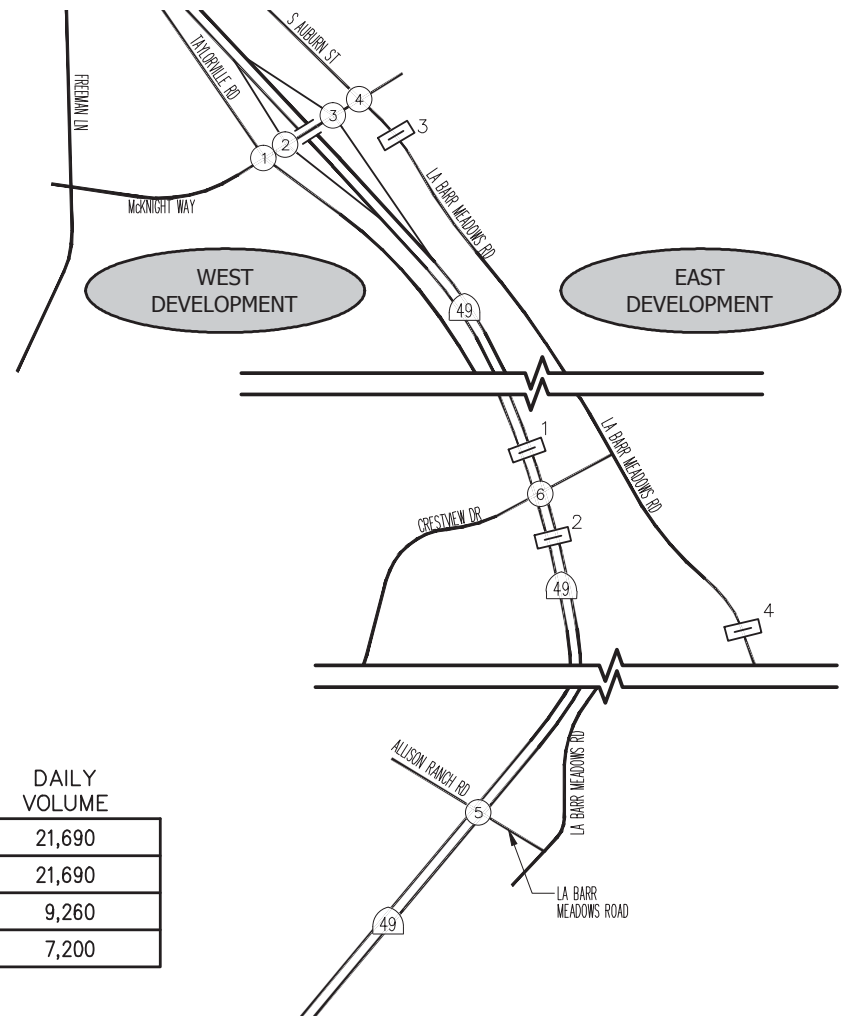 S AUBURN ST
TAYLORVILLE RD
FREEMAN LN
4
3
3
2
1
McKNIGHT WAY
LA BARR MEADOWS RD
WEST
DEVELOPMENT
EAST
DEVELOPMENT
49
1
LA BARR MEADOWS RD
6
CRESTVIEW DR
2
49
4
ALLISON RANCH RD
LA BARR MEADOWS RD
5
DAILY
VOLUME
21,690
21,690
9,260
7,200
LA BARR
MEADOWS ROAD
49